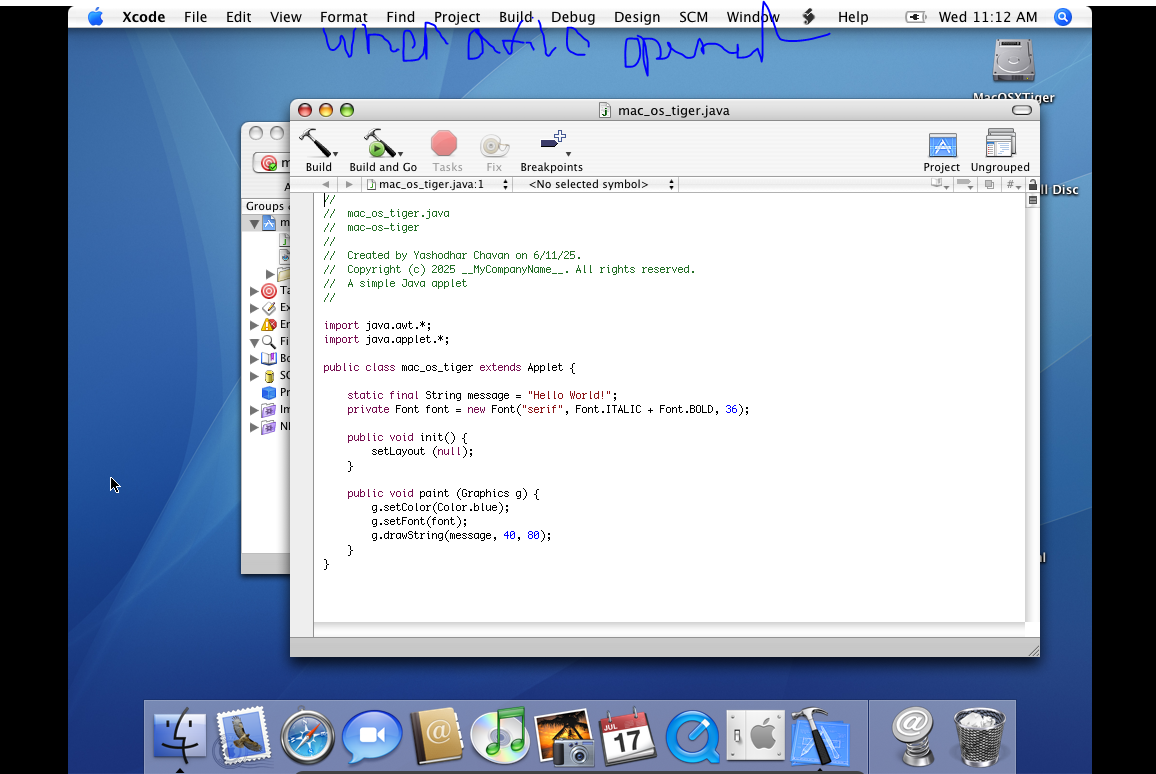 Xcode File Edit View Format Find Project Build Debug Design SCM Window Help Wed 11:12 AM
when a file opened
MacOSXTiger
mac_os_tiger.java
Build Build and Go Tasks Fix Breakpoints Project Ungrouped
mac_os_tiger.java:1 <No selected symbol> #
Groups
//
// mac_os_tiger.java
// mac-os-tiger
//
// Created by Yashodhar Chavan on 6/11/25.
// Copyright (c) 2025 __MyCompanyName__. All rights reserved.
// A simple Java applet
//
import java.awt.*;
import java.applet.*;
public class mac_os_tiger extends Applet {
static final String message = "Hello World!";
private Font font = new Font("serif", Font.ITALIC + Font.BOLD, 36);
public void init() {
setLayout (null);
}
public void paint (Graphics g) {
g.setColor(Color.blue);
g.setFont(font);
g.drawString(message, 40, 80);
}
}
Disc
JUL
17